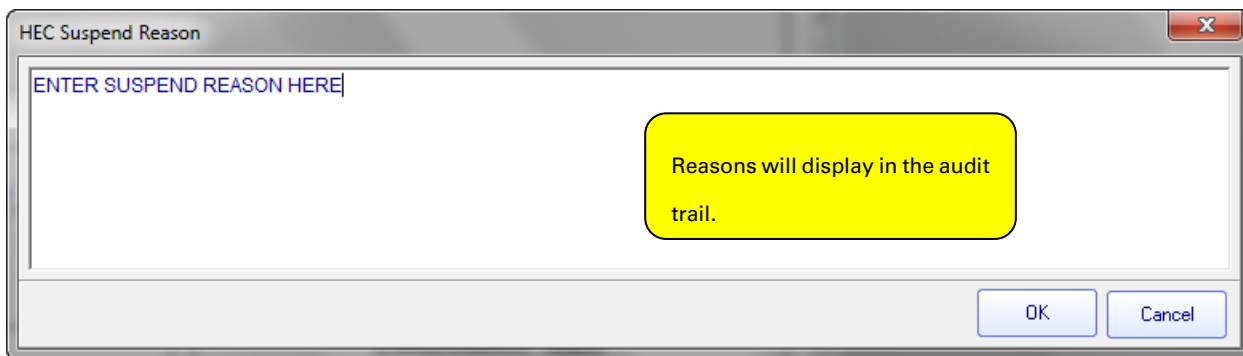 HEC Suspend Reason
ENTER SUSPEND REASON HERE
Reasons will display in the audit
trail.
OK
Cancel